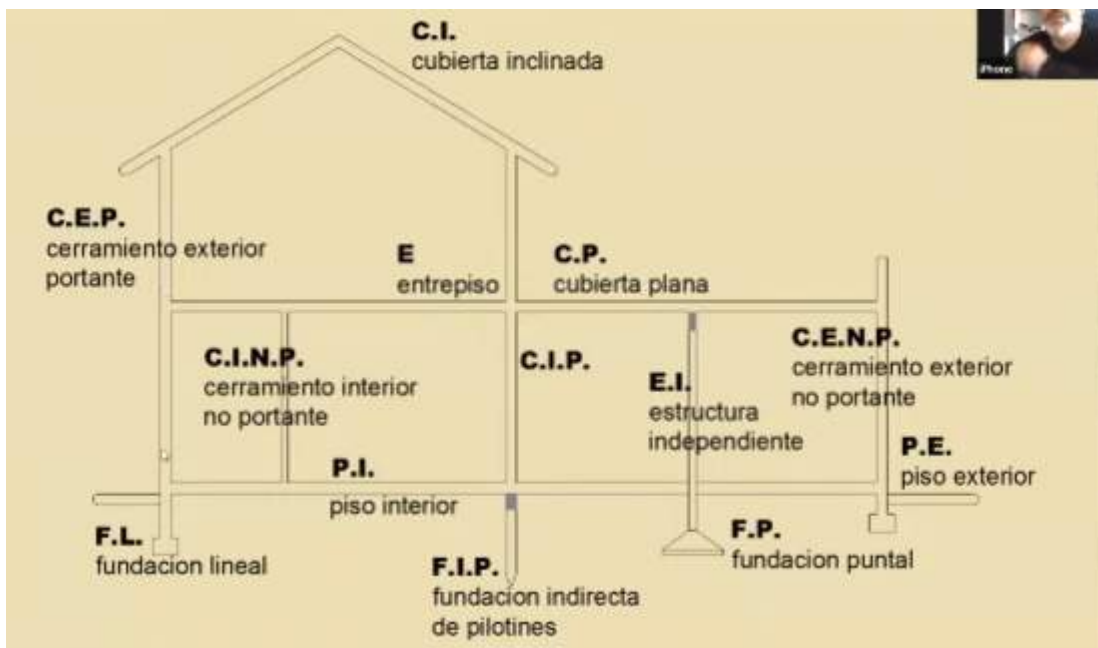 C.I.
cubierta inclinada
iPhone
C.E.P.
cerramiento exterior
portante
E
entrepiso
C.P.
cubierta plana
C.I.N.P.
cerramiento interior
no portante
C.I.P.
E.I.
estructura
independiente
C.E.N.P.
cerramiento exterior
no portante
P.I.
piso interior
P.E.
piso exterior
F.L.
fundacion lineal
F.I.P.
fundacion indirecta
de pilotines
F.P.
fundacion puntal